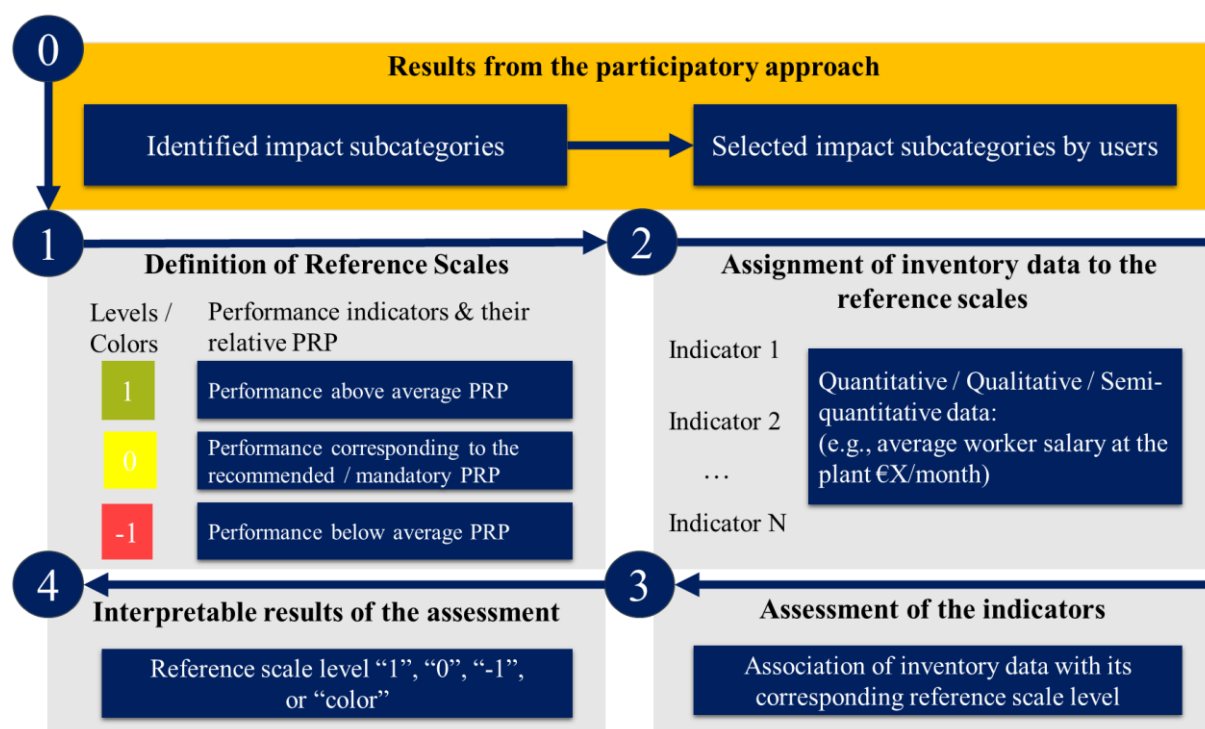 0
Results from the participatory approach
Identified impact subcategories
Selected impact subcategories by users
1
Definition of Reference Scales
Levels /
Colors
Performance indicators & their
relative PRP
1
Performance above average PRP
0
Performance corresponding to the
recommended / mandatory PRP
-1
Performance below average PRP
2
Assignment of inventory data to the
reference scales
Indicator 1
Indicator 2
...
Indicator N
Quantitative / Qualitative / Semi-
quantitative data:
(e.g., average worker salary at the
plant €X/month)
3
Assessment of the indicators
Association of inventory data with its
corresponding reference scale level
4
Interpretable results of the assessment
Reference scale level “1”, “0”, “-1”,
or “color”